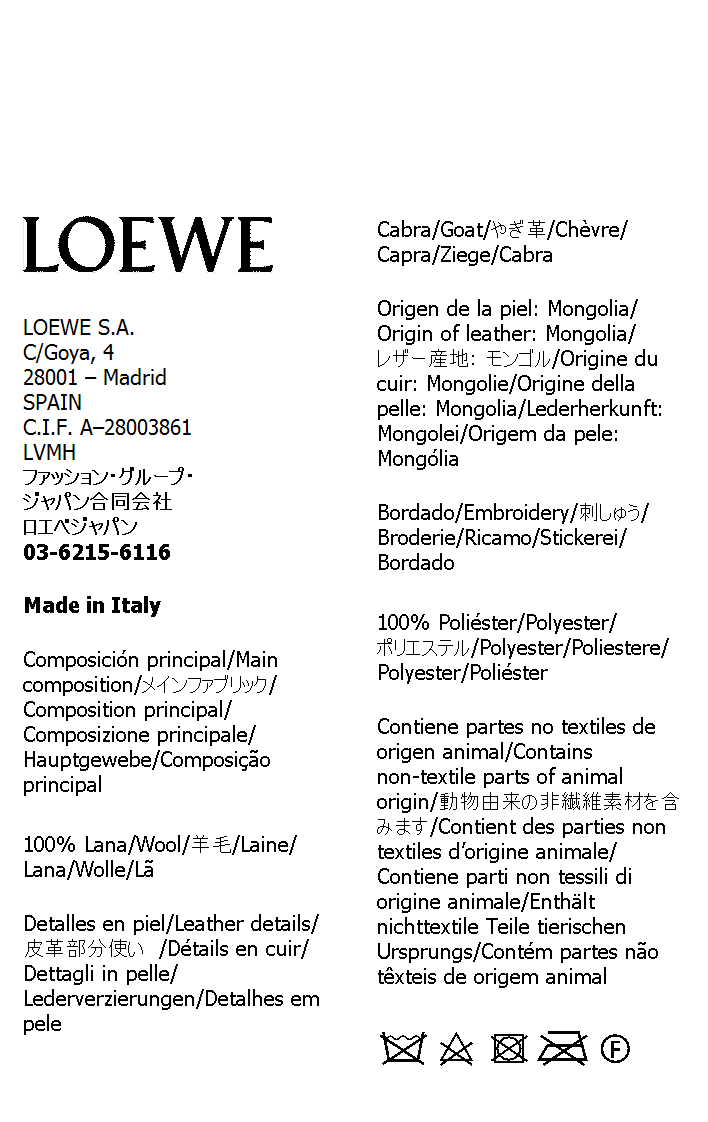 LOEWE
LOEWE S.A.
C/Goya, 4
28001 – Madrid
SPAIN
C.I.F. A–28003861
LVMH
ファッション・グループ・
ジャパン合同会社
ロエベジャパン
03-6215-6116
Made in Italy
Composición principal/Main
composition/メインファブリック/
Composition principal/
Composizione principale/
Hauptgewebe/Composição
principal
100% Lana/Wool/羊毛/Laine/
Lana/Wolle/Lã
Detalles en piel/Leather details/
皮革部分使い /Détails en cuir/
Dettagli in pelle/
Lederverzierungen/Detalhes em
pele
Cabra/Goat/やぎ革/Chèvre/
Capra/Ziege/Cabra
Origen de la piel: Mongolia/
Origin of leather: Mongolia/
レザー産地: モンゴル/Origine du
cuir: Mongolie/Origine della
pelle: Mongolia/Lederherkunft:
Mongolei/Origem da pele:
Mongólia
Bordado/Embroidery/刺しゅう/
Broderie/Ricamo/Stickerei/
Bordado
100% Poliéster/Polyester/
ポリエステル/Polyester/Poliestere/
Polyester/Poliéster
Contiene partes no textiles de
origen animal/Contains
non-textile parts of animal
origin/動物由来の非繊維素材を含
みます/Contient des parties non
textiles d’origine animale/
Contiene parti non tessili di
origine animale/Enthält
nichttextile Teile tierischen
Ursprungs/Contém partes não
têxteis de origem animal
F